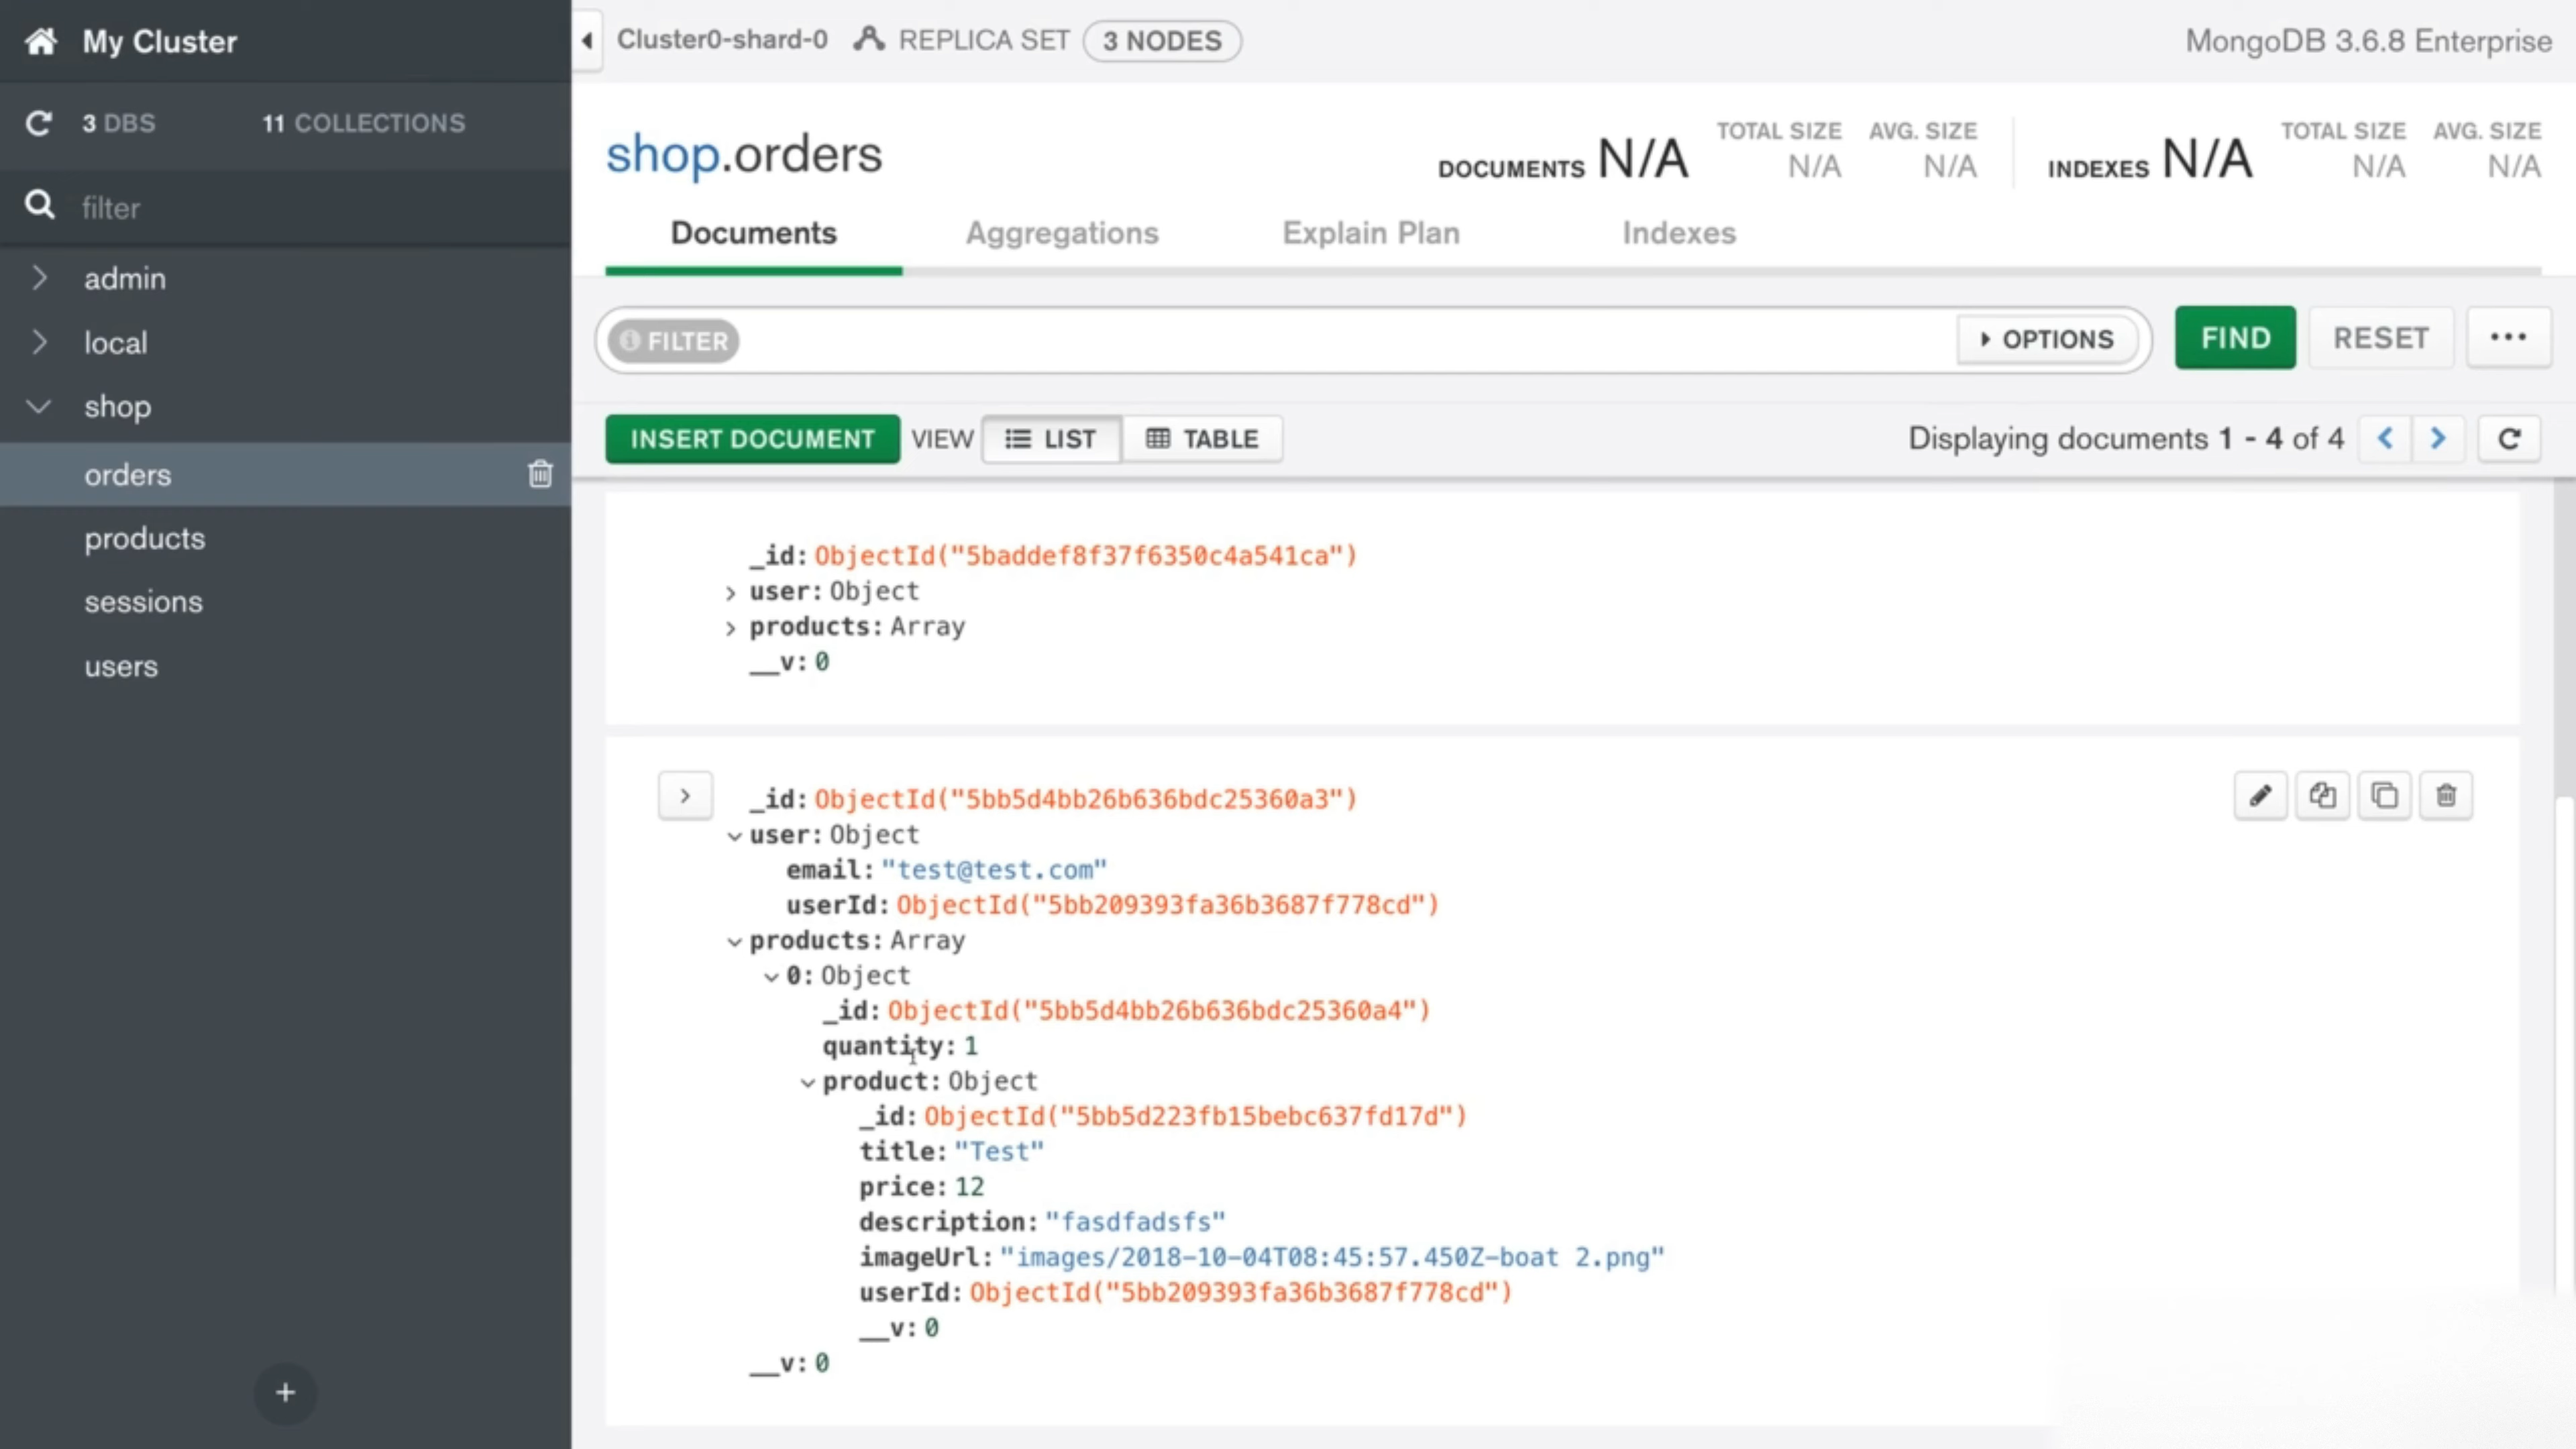 My Cluster
3 DBS 11 COLLECTIONS
filter
admin
local
shop
orders
products
sessions
users
+
Cluster0-shard-0 REPLICA SET 3 NODES MongoDB 3.6.8 Enterprise
shop.orders
DOCUMENTS N/A TOTAL SIZE N/A AVG. SIZE N/A INDEXES N/A TOTAL SIZE N/A AVG. SIZE N/A
Documents Aggregations Explain Plan Indexes
FILTER OPTIONS FIND RESET ...
INSERT DOCUMENT VIEW LIST TABLE Displaying documents 1 - 4 of 4
_id: ObjectId("5baddef8f37f6350c4a541ca")
user: Object
products: Array
__v: 0
_id: ObjectId("5bb5d4bb26b636bdc25360a3")
user: Object
email: "test@test.com"
userId: ObjectId("5bb209393fa36b3687f778cd")
products: Array
0: Object
_id: ObjectId("5bb5d4bb26b636bdc25360a4")
quantity: 1
product: Object
_id: ObjectId("5bb5d223fb15bebc637fd17d")
title: "Test"
price: 12
description: "fasdfadsfs"
imageUrl: "images/2018-10-04T08:45:57.450Z-boat 2.png"
userId: ObjectId("5bb209393fa36b3687f778cd")
__v: 0
__v: 0